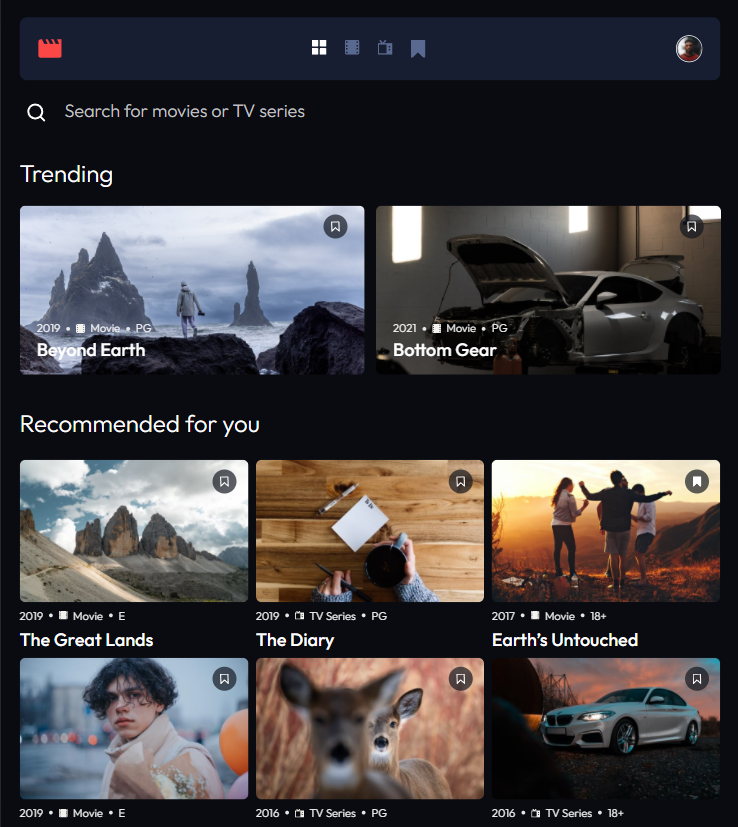 Search for movies or TV series
Trending
2019 • Movie • PG
Beyond Earth
2021 • Movie • PG
Bottom Gear
Recommended for you
2019 • Movie • E
The Great Lands
2019 • TV Series • PG
The Diary
2017 • Movie • 18+
Earth’s Untouched
2019 • Movie • E
2016 • TV Series • PG
2016 • TV Series • 18+